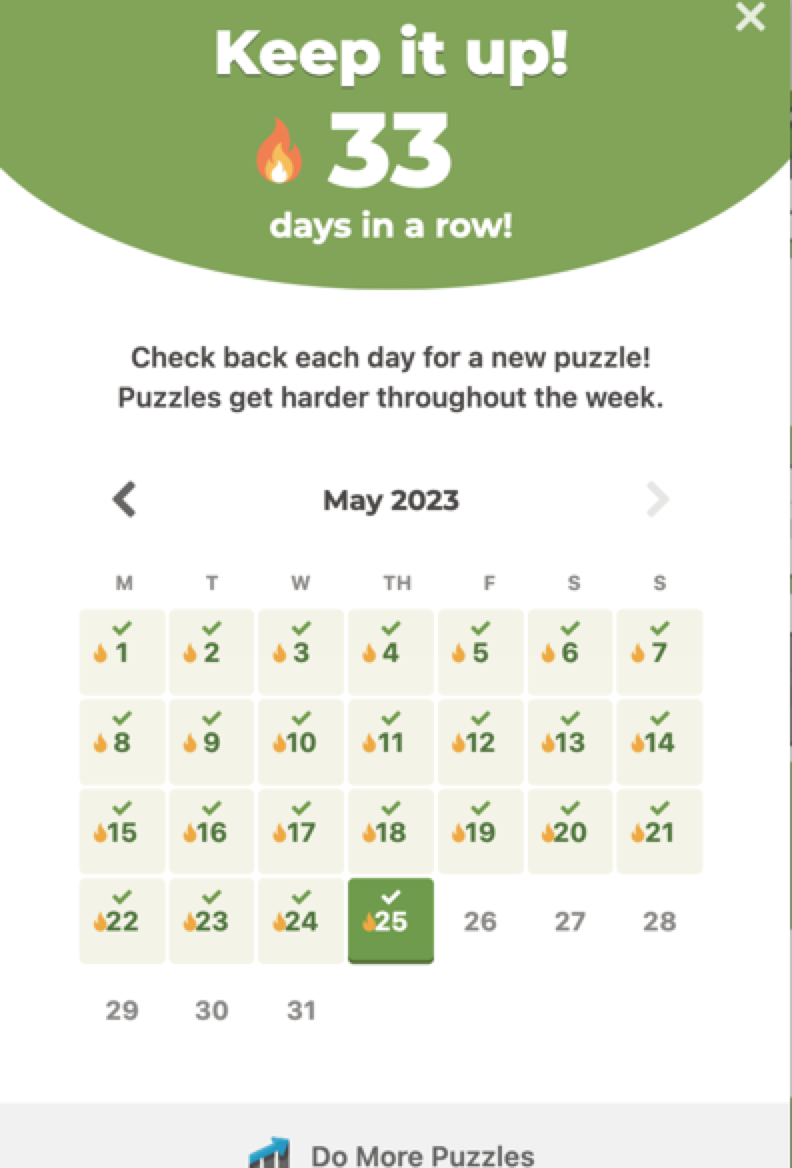 Keep it up!
33
days in a row!
Check back each day for a new puzzle!
Puzzles get harder throughout the week.
May 2023
M T W TH F S S
1 2 3 4 5 6 7
8 9 10 11 12 13 14
15 16 17 18 19 20 21
22 23 24 25 26 27 28
29 30 31
Do More Puzzles